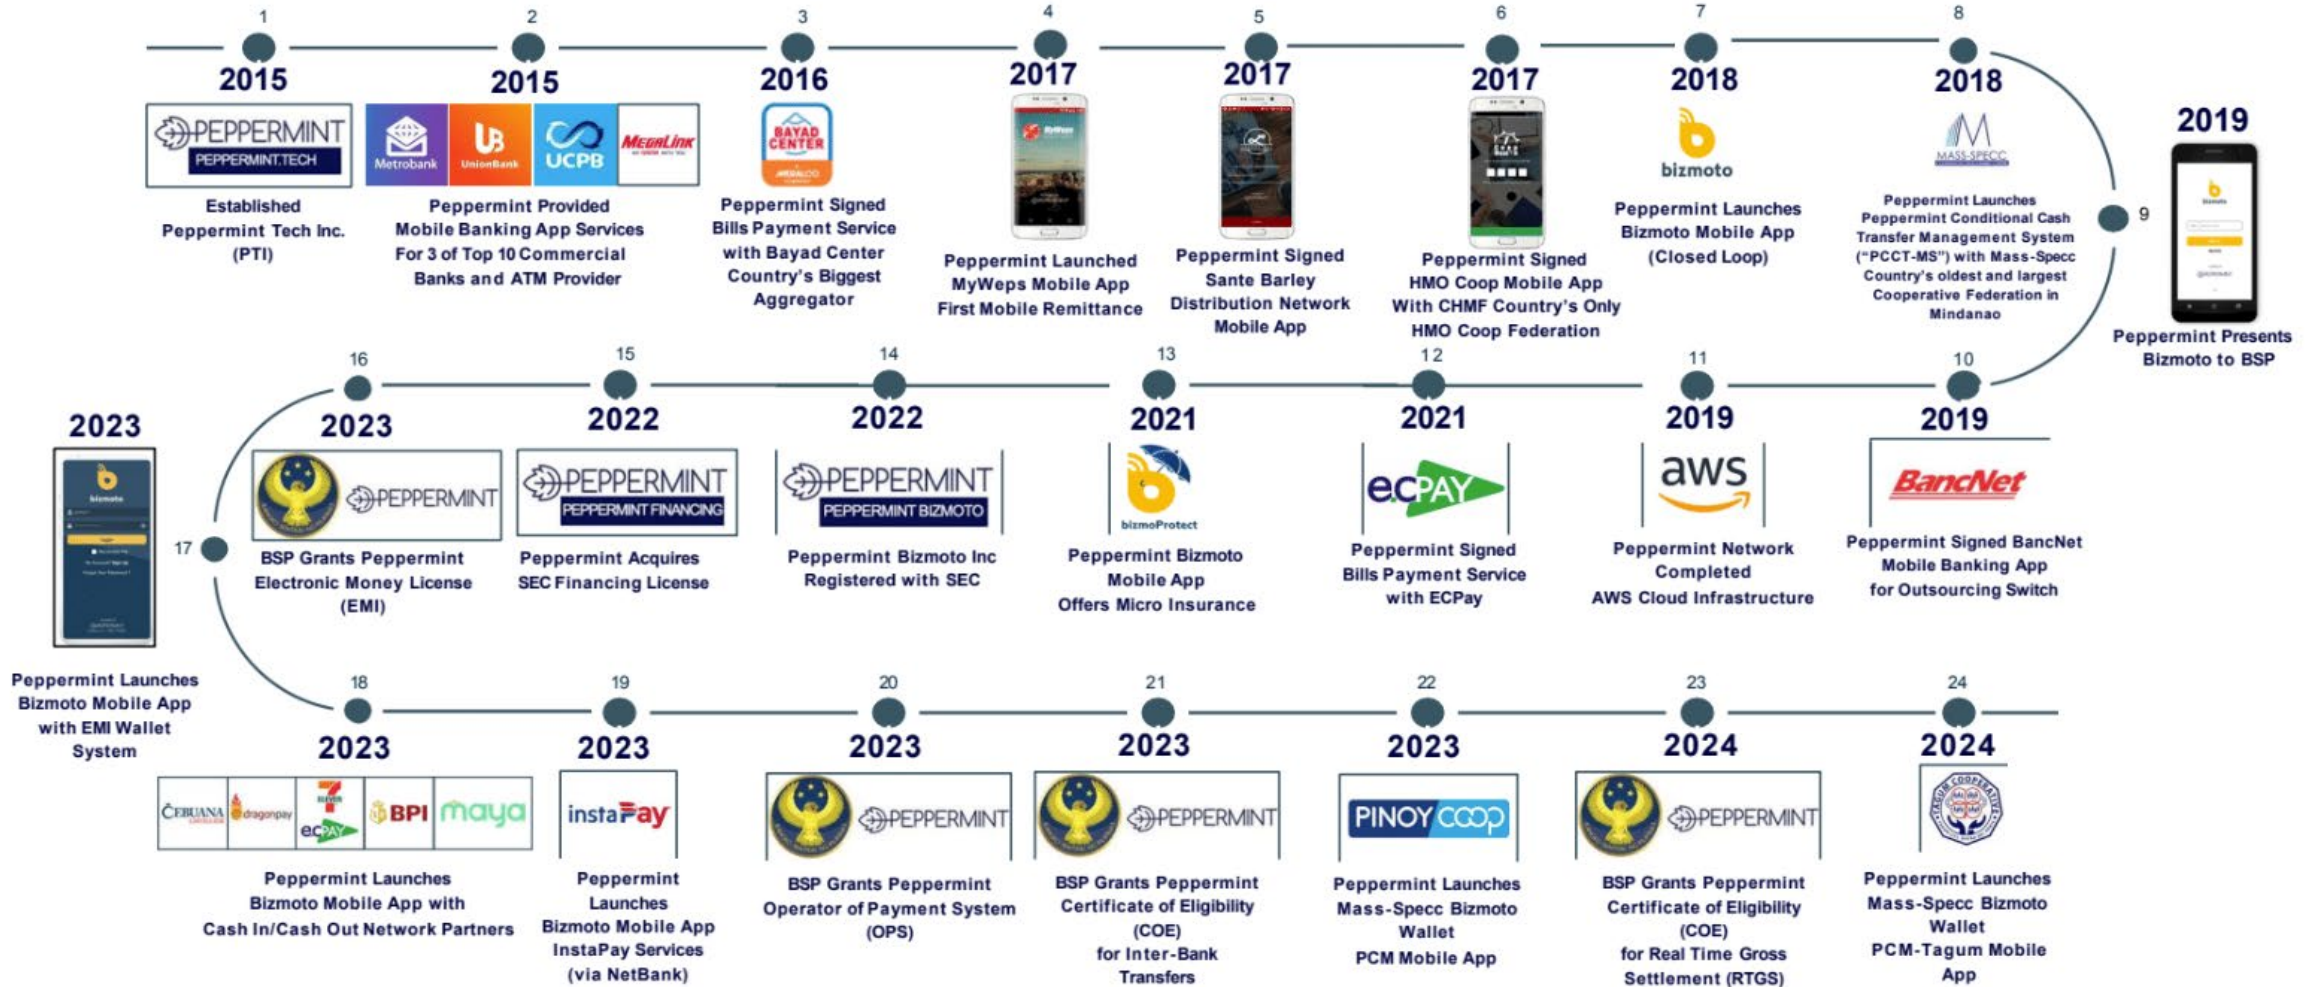 1
2015
PEPPERMINT
PEPPERMINT.TECH
Established
Peppermint Tech Inc.
(PTI)
2
2015
Metrobank
UB
UnionBank
UCPB
MEGALINK
Peppermint Provided
Mobile Banking App Services
For 3 of Top 10 Commercial
Banks and ATM Provider
3
2016
BAYAD
CENTER
MERALCO
Peppermint Signed
Bills Payment Service
with Bayad Center
Country's Biggest
Aggregator
4
2017
MyWeps
Peppermint Launched
MyWeps Mobile App
First Mobile Remittance
5
2017
Peppermint Signed
Sante Barley
Distribution Network
Mobile App
6
2017
Peppermint Signed
HMO Coop Mobile App
With CHMF Country's Only
HMO Coop Federation
7
2018
bizmoto
Peppermint Launches
Bizmoto Mobile App
(Closed Loop)
8
2018
MASS-SPECC
Peppermint Launches
Peppermint Conditional Cash
Transfer Management System
("PCCT-MS") with Mass-Specc
Country's oldest and largest
Cooperative Federation in
Mindanao
9
2019
bizmoto
Peppermint Presents
Bizmoto to BSP
10
2019
BancNet
Peppermint Signed BancNet
Mobile Banking App
for Outsourcing Switch
11
2019
aws
Peppermint Network
Completed
AWS Cloud Infrastructure
12
2021
ecPAY
Peppermint Signed
Bills Payment Service
with ECPay
13
2021
bizmoProtect
Peppermint Bizmoto
Mobile App
Offers Micro Insurance
14
2022
PEPPERMINT
PEPPERMINT BIZMOTO
Peppermint Bizmoto Inc
Registered with SEC
15
2022
PEPPERMINT
PEPPERMINT FINANCING
Peppermint Acquires
SEC Financing License
16
2023
PEPPERMINT
BSP Grants Peppermint
Electronic Money License
(EMI)
17
2023
bizmoto
Login
Peppermint Launches
Bizmoto Mobile App
with EMI Wallet
System
18
2023
CEBUANA
dragonpay
7
ELEVEN
ecPAY
BPI
maya
Peppermint Launches
Bizmoto Mobile App with
Cash In/Cash Out Network Partners
19
2023
instaPay
Peppermint
Launches
Bizmoto Mobile App
InstaPay Services
(via NetBank)
20
2023
PEPPERMINT
BSP Grants Peppermint
Operator of Payment System
(OPS)
21
2023
PEPPERMINT
BSP Grants Peppermint
Certificate of Eligibility
(COE)
for Inter-Bank
Transfers
22
2023
PINOY COOP
Peppermint Launches
Mass-Specc Bizmoto
Wallet
PCM Mobile App
23
2024
PEPPERMINT
BSP Grants Peppermint
Certificate of Eligibility
(COE)
for Real Time Gross
Settlement (RTGS)
24
2024
TAGUM COOPERATIVE
Peppermint Launches
Mass-Specc Bizmoto
Wallet
PCM-Tagum Mobile
App